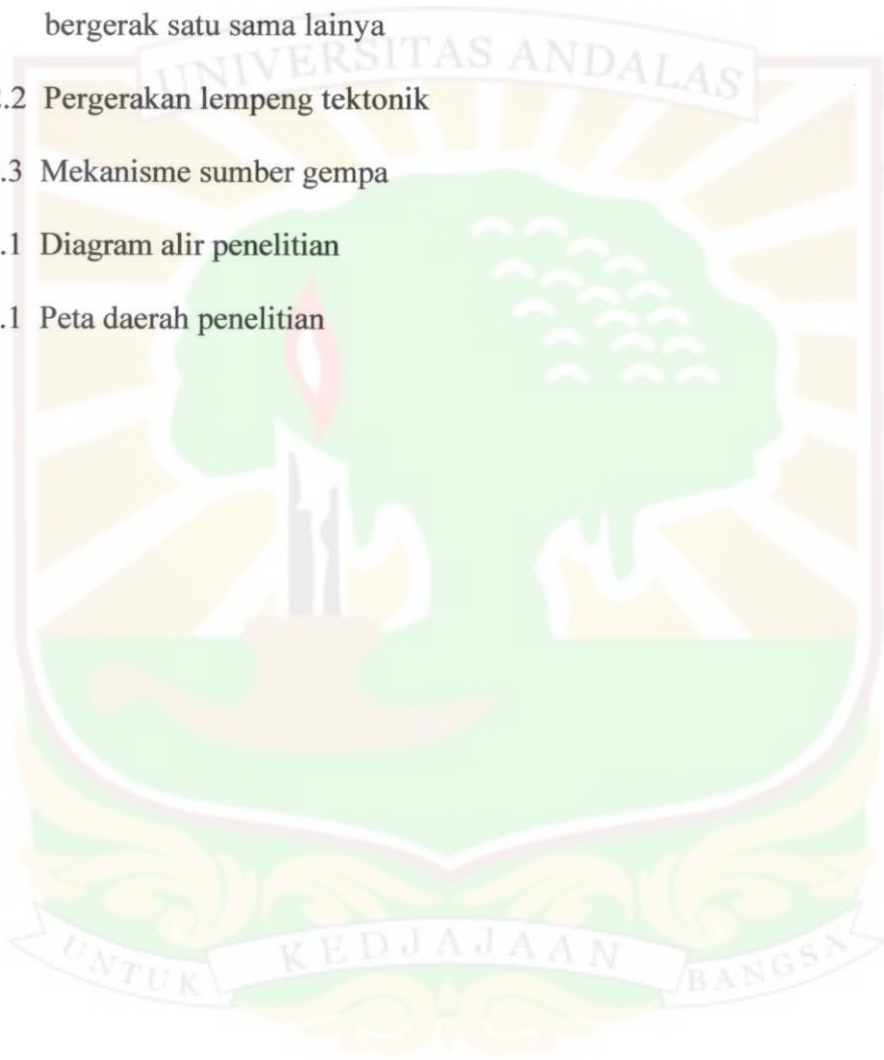 bergerak satu sama lainya
UNIVERSITAS ANDALAS
.2 Pergerakan lempeng tektonik
.3 Mekanisme sumber gempa
.1 Diagram alir penelitian
.1 Peta daerah penelitian
UNTUK KEDJAJAAN BANGSA